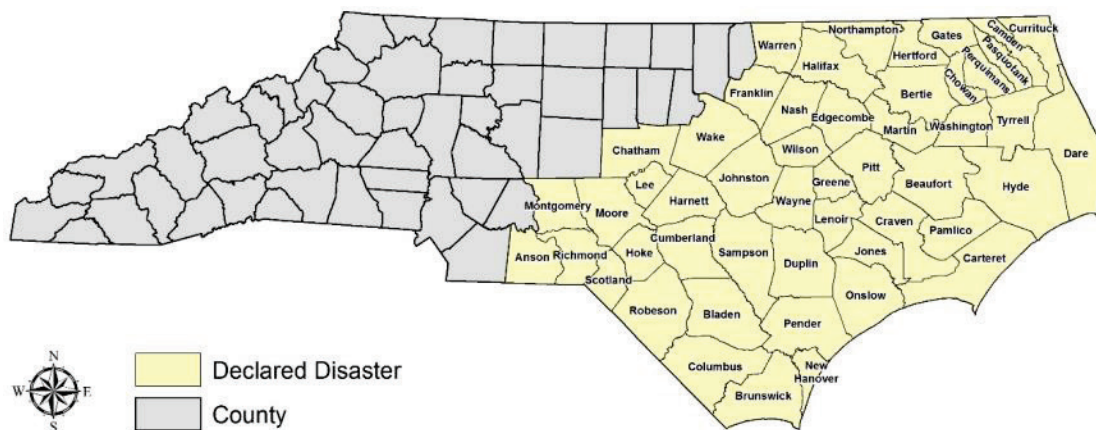 Northampton
Camden
Currituck
Gates
Warren
Hertford
Pasquotank
Halifax
Perquimans
Franklin
Chowan
Bertie
Nash
Edgecombe
Martin
Washington
Tyrrell
Wake
Wilson
Chatham
Dare
Pitt
Johnston
Greene
Lee
Beaufort
Hyde
Wayne
Harnett
Montgomery
Moore
Lenoir
Craven
Pamlico
Cumberland
Sampson
Hoke
Jones
Anson
Richmond
Duplin
Carteret
Scotland
Onslow
Robeson
Bladen
Pender
N
W
E
S
Declared Disaster
County
Columbus
New
Hanover
Brunswick